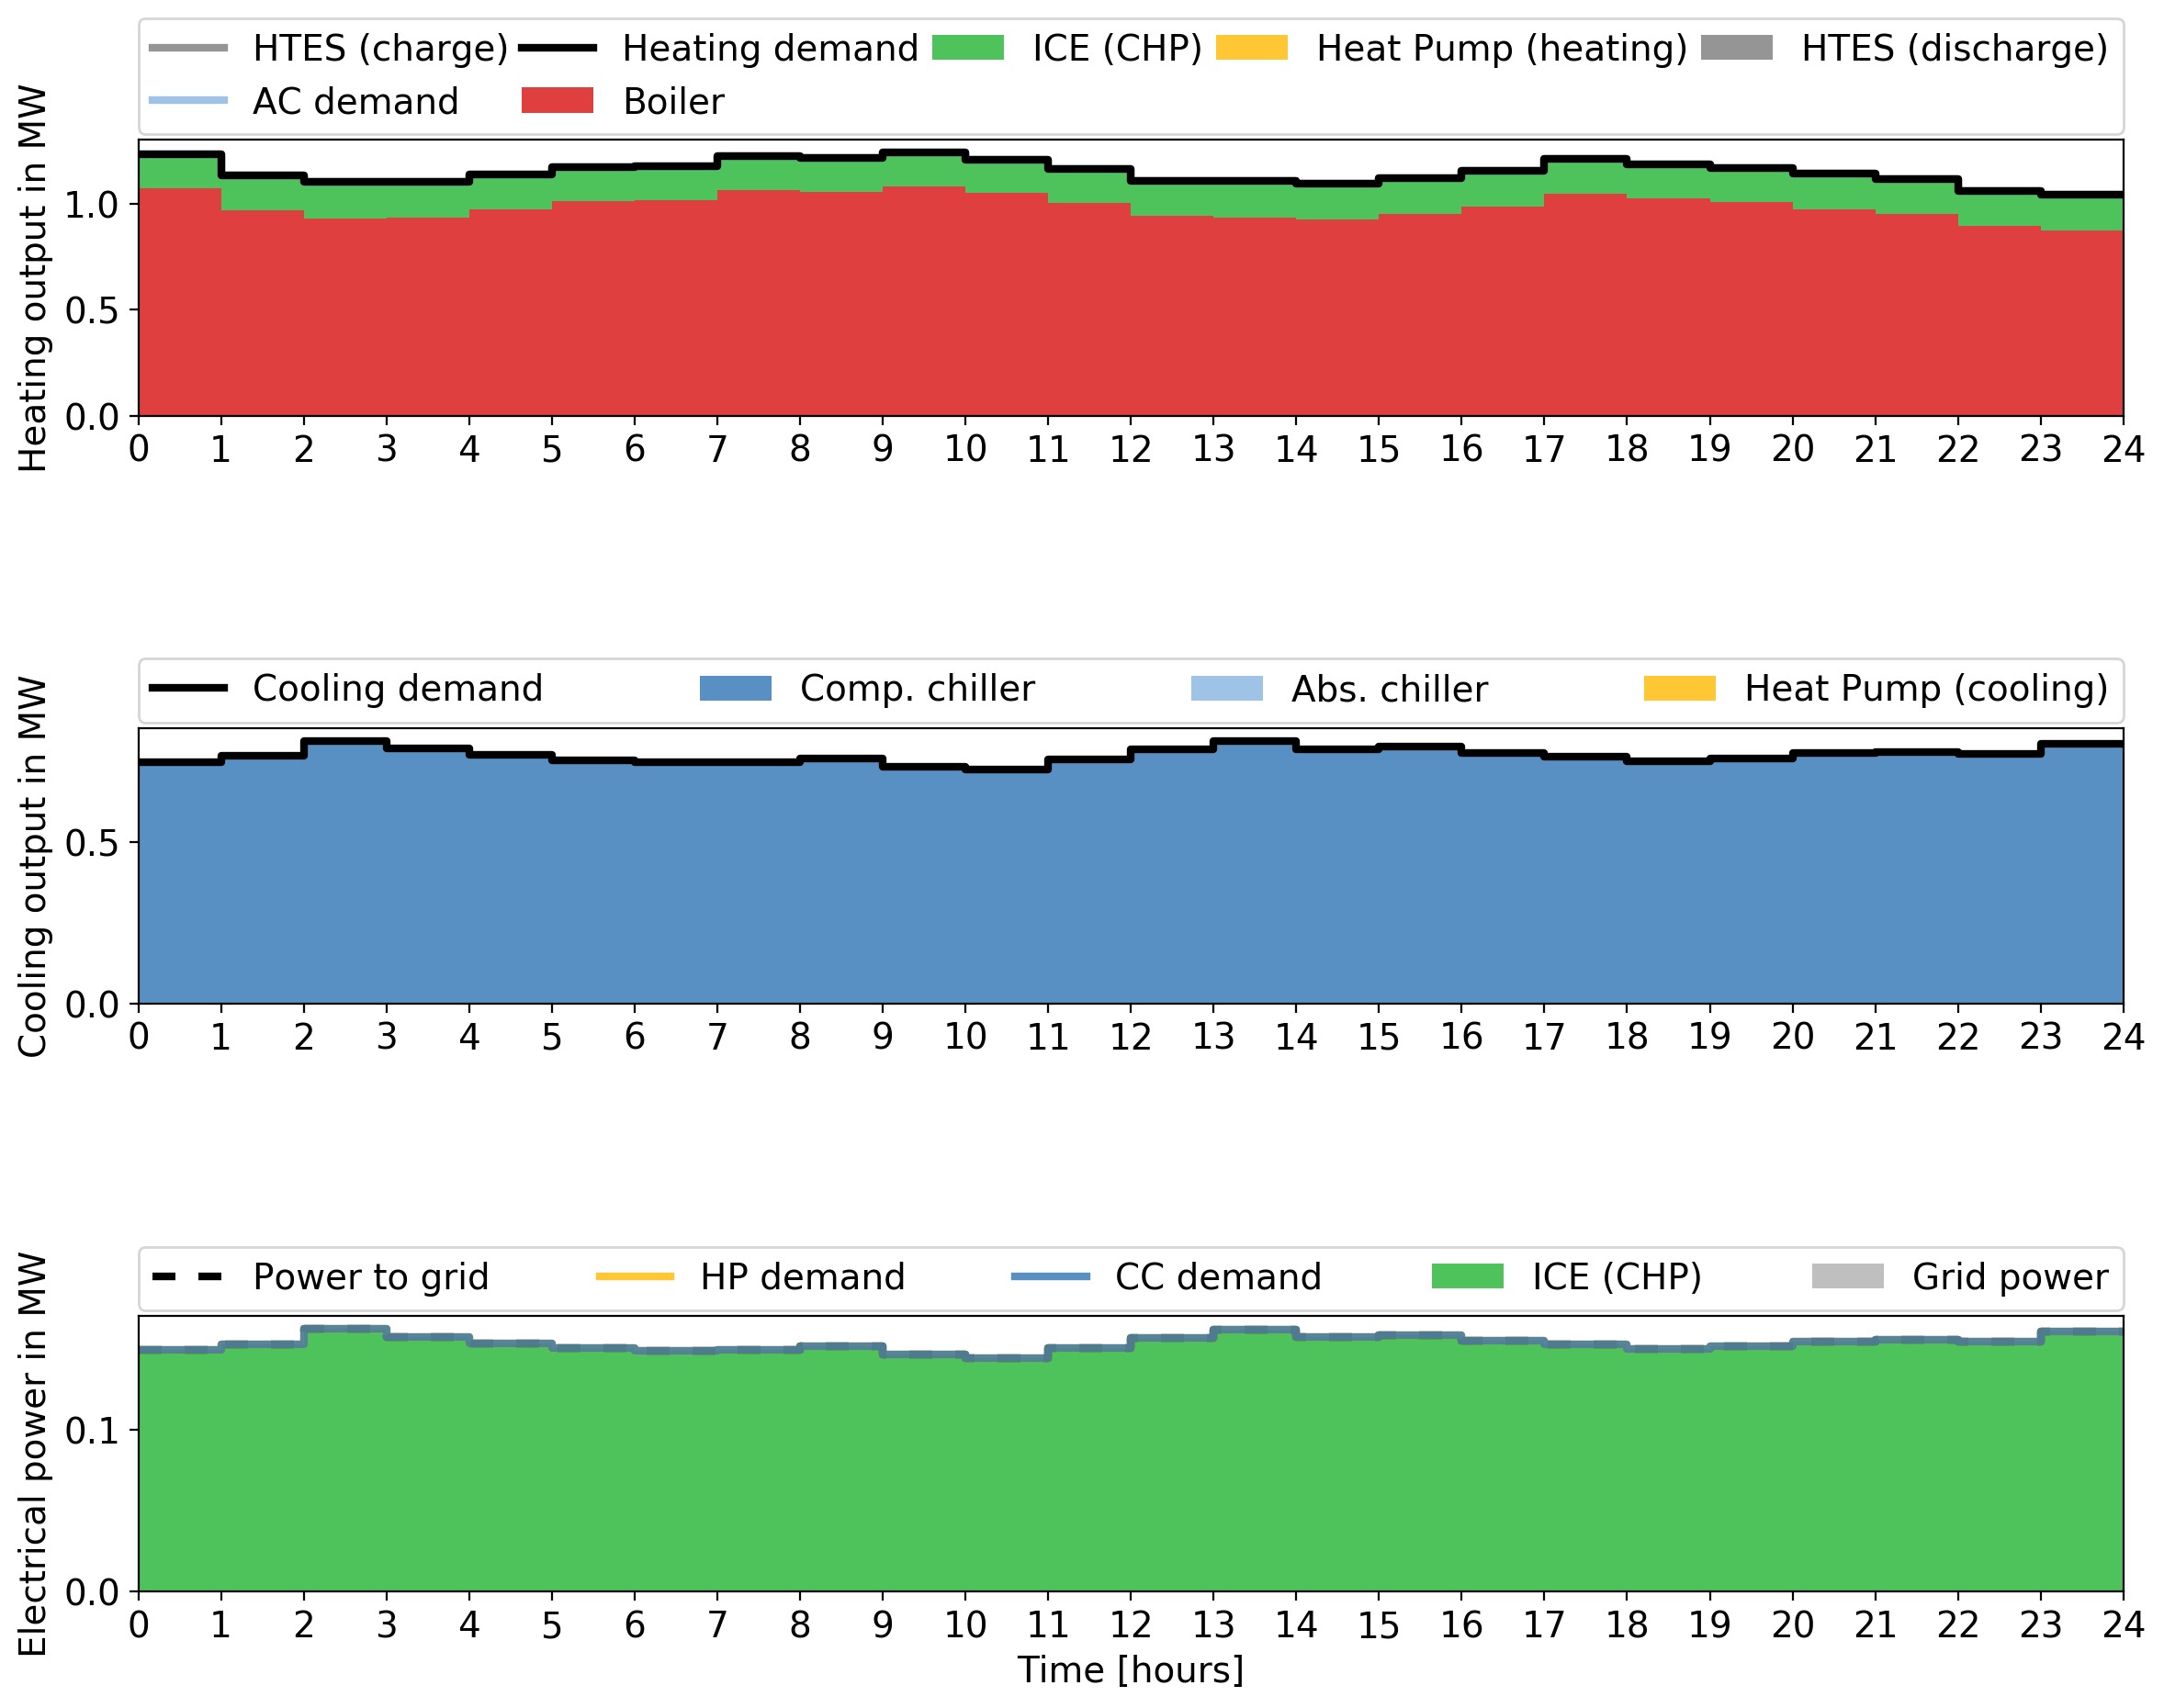 HTES (charge) Heating demand ICE (CHP) Heat Pump (heating) HTES (discharge)
AC demand Boiler
Heating output in MW
1.0
0.5
0.0
0 1 2 3 4 5 6 7 8 9 10 11 12 13 14 15 16 17 18 19 20 21 22 23 24
Cooling demand Comp. chiller Abs. chiller Heat Pump (cooling)
Cooling output in MW
0.5
0.0
0 1 2 3 4 5 6 7 8 9 10 11 12 13 14 15 16 17 18 19 20 21 22 23 24
Power to grid HP demand CC demand ICE (CHP) Grid power
Electrical power in MW
0.1
0.0
0 1 2 3 4 5 6 7 8 9 10 11 12 13 14 15 16 17 18 19 20 21 22 23 24
Time [hours]